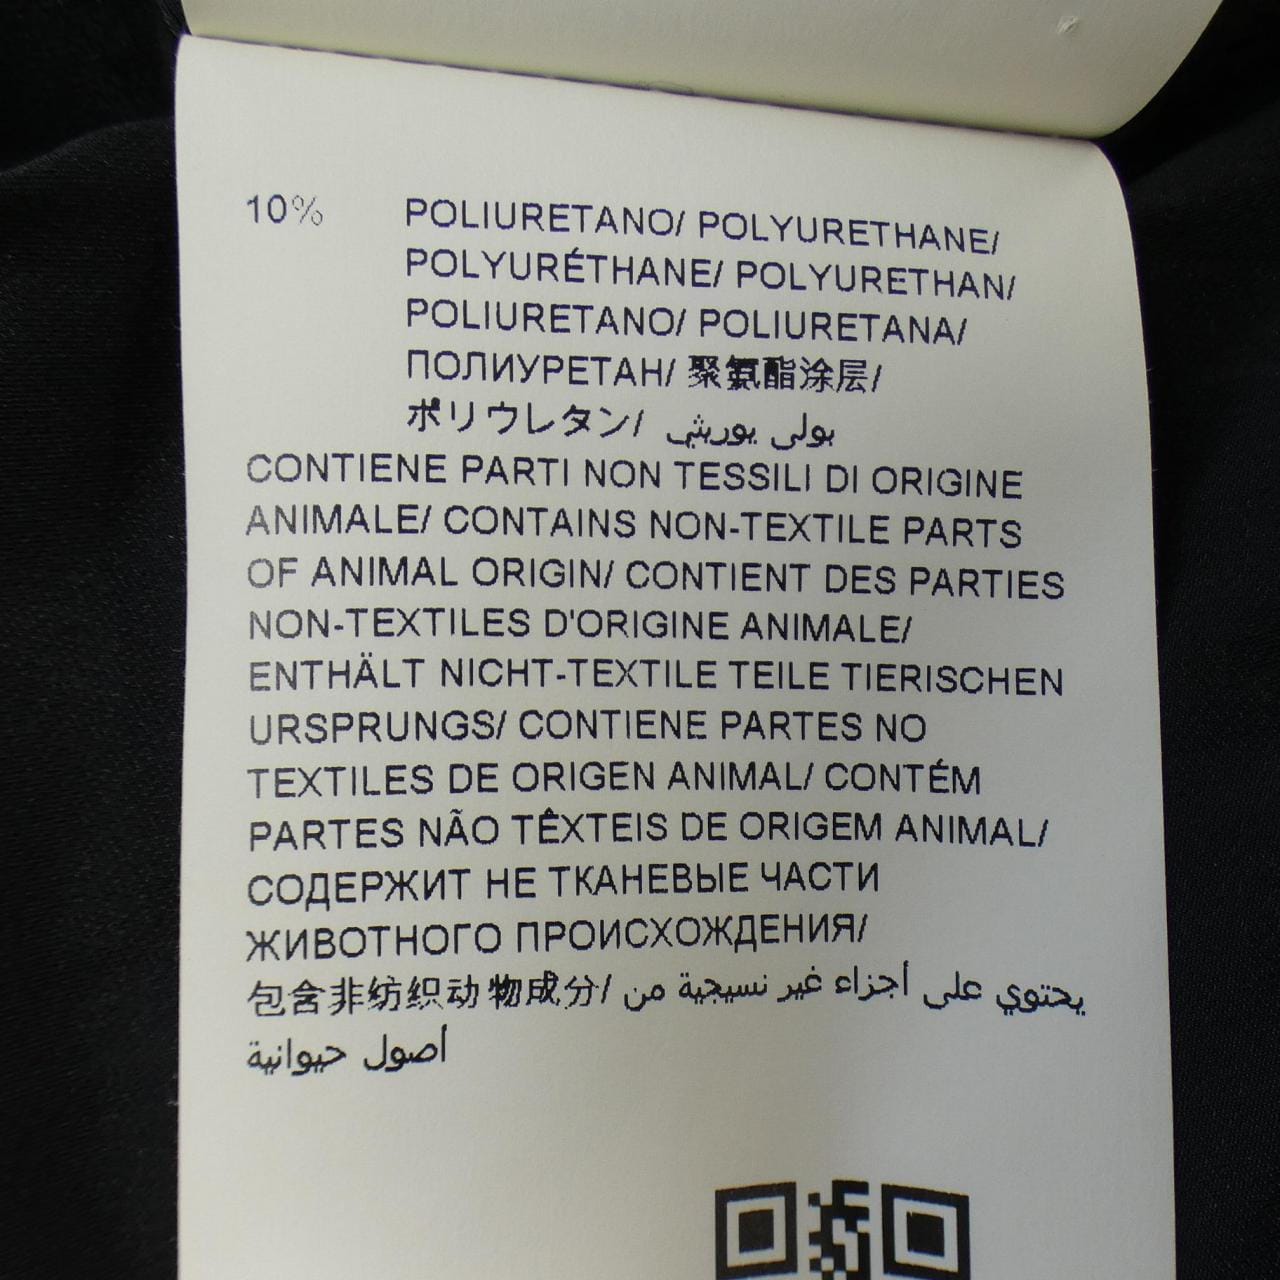 10% POLIURETANO/ POLYURETHANE/
POLYURÉTHANE/ POLYURETHAN/
POLIURETANO/ POLIURETANA/
ПОЛИУРЕТАН/ 聚氨酯涂层/
ポリウレタン/ بولي يوريثي
CONTIENE PARTI NON TESSILI DI ORIGINE
ANIMALE/ CONTAINS NON-TEXTILE PARTS
OF ANIMAL ORIGIN/ CONTIENT DES PARTIES
NON-TEXTILES D'ORIGINE ANIMALE/
ENTHÄLT NICHT-TEXTILE TEILE TIERISCHEN
URSPRUNGS/ CONTIENE PARTES NO
TEXTILES DE ORIGEN ANIMAL/ CONTÉM
PARTES NÃO TÊXTEIS DE ORIGEM ANIMAL/
СОДЕРЖИТ НЕ ТКАНЕВЫЕ ЧАСТИ
ЖИВОТНОГО ПРОИСХОЖДЕНИЯ/
包含非纺织动物成分/ يحتوي على أجزاء غير نسيجية من
أصول حيوانية